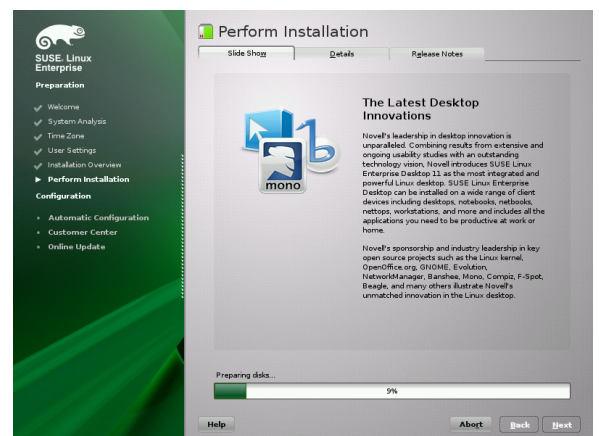 SUSE. Linux
Enterprise
Preparation
Welcome
System Analysis
Time Zone
User Settings
Installation Overview
Perform Installation
Configuration
Automatic Configuration
Customer Center
Online Update
Perform Installation
Slide Show
Details
Release Notes
mono
The Latest Desktop
Innovations
Novell's leadership in desktop innovation is
unparalleled. Combining results from extensive and
ongoing usability studies with an outstanding
technology vision, Novell introduces SUSE Linux
Enterprise Desktop 11 as the most integrated and
powerful Linux desktop. SUSE Linux Enterprise
Desktop can be installed on a wide range of client
devices including desktops, notebooks, netbooks,
nettops, workstations, and more and includes all the
applications you need to be productive at work or
home.
Novell's sponsorship and industry leadership in key
open source projects such as the Linux kernel,
OpenOffice.org, GNOME, Evolution,
NetworkManager, Banshee, Mono, Compiz, F-Spot,
Beagle, and many others illustrate Novell's
unmatched innovation in the Linux desktop.
Preparing disks...
9%
Help
Abort
Back
Next